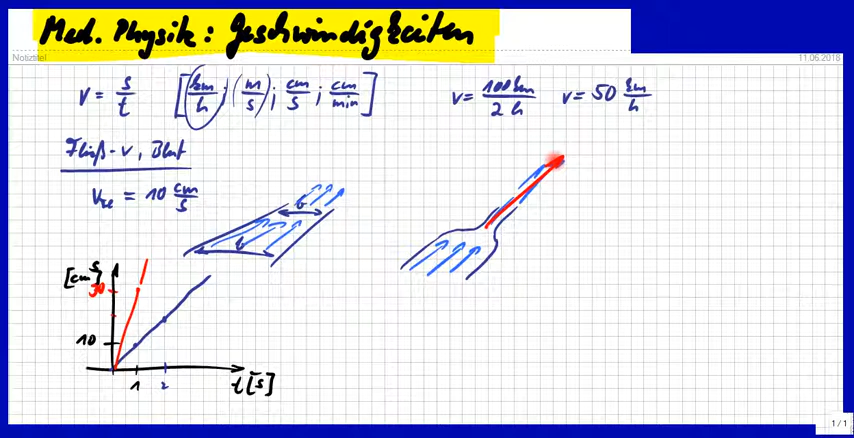 Med. Physik: Geschwindigkeiten
Notiztitel
11.06.2018
v = s/t [km/h ; (m/s) ; cm/s ; cm/min]
v = 100 km / 2 h v = 50 km/h
Fließ-v, Blut
= 10 cm/s
b
b
s
[cm]
30
10
1 2
t [s]
1 / 1